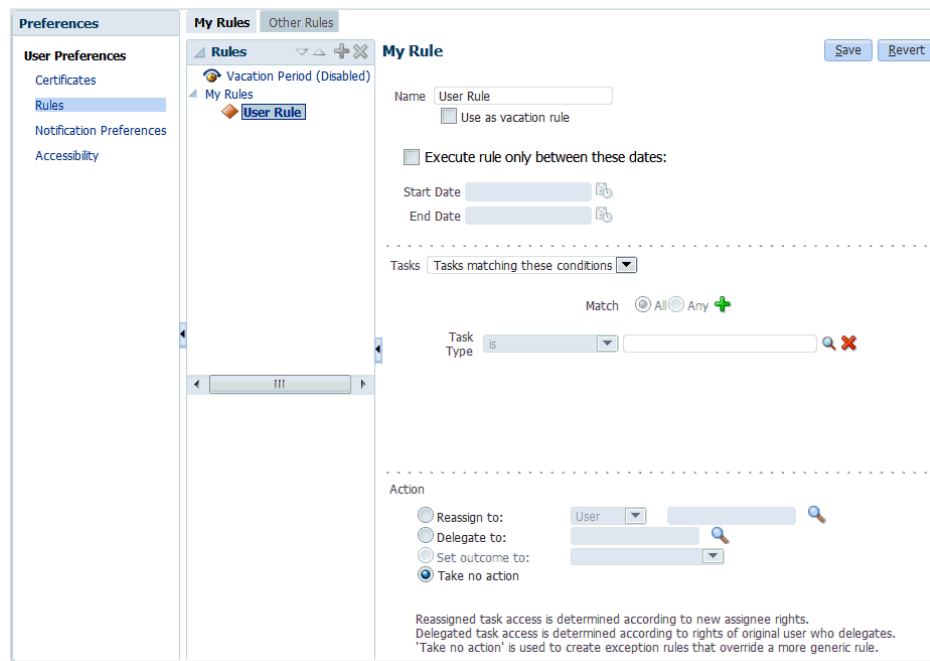 Preferences
User Preferences
Certificates
Rules
Notification Preferences
Accessibility
My Rules Other Rules
Rules
Vacation Period (Disabled)
My Rules
User Rule
My Rule Save Revert
Name User Rule
Use as vacation rule
Execute rule only between these dates:
Start Date
End Date
Tasks Tasks matching these conditions
Match All Any
Task
Type is
Action
Reassign to: User
Delegate to:
Set outcome to:
Take no action
Reassigned task access is determined according to new assignee rights.
Delegated task access is determined according to rights of original user who delegates.
'Take no action' is used to create exception rules that override a more generic rule.